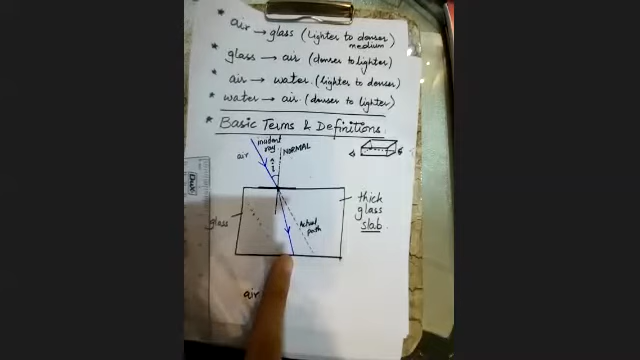 * air → glass (lighter to denser medium)
* glass → air (denser to lighter)
* air → water (lighter to denser)
* water → air (denser to lighter)
* Basic Terms & Definitions
incident ray
NORMAL
air
i
glass
Actual path
thick glass slab
air